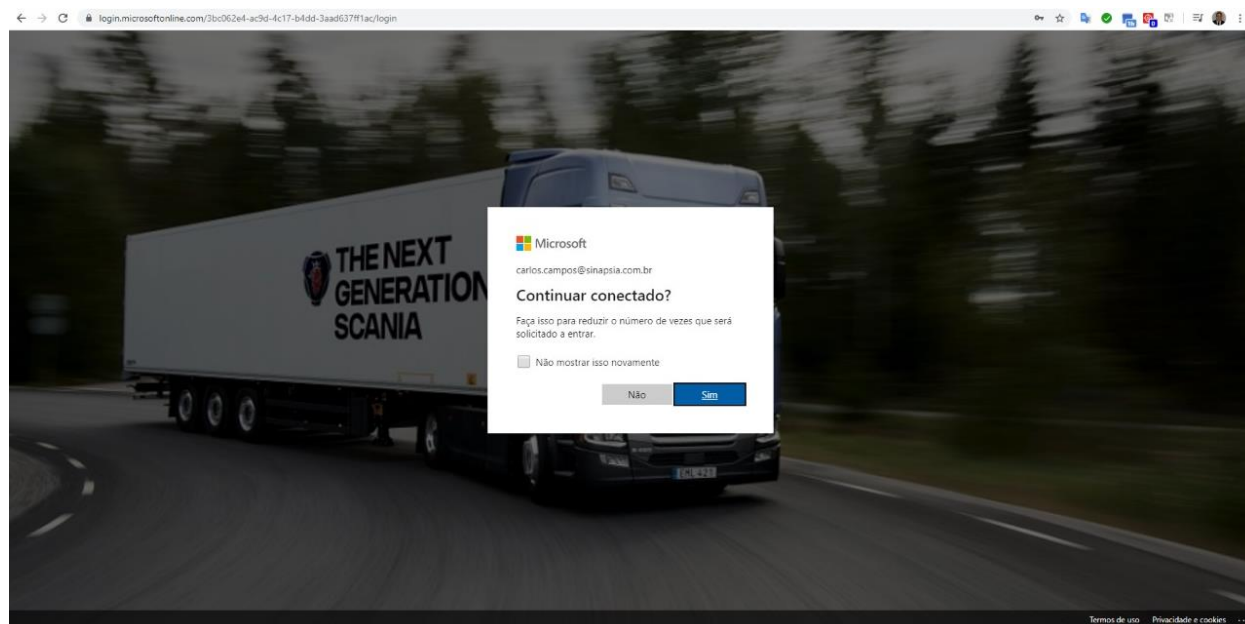 login.microsoftonline.com/3bc062e4-ac9d-4c17-b4dd-3aad637ff1ac/login
THE NEXT
GENERATION
SCANIA
Microsoft
carlos.campos@sinapsia.com.br
Continuar conectado?
Faça isso para reduzir o número de vezes que será
solicitado a entrar.
Não mostrar isso novamente
Não
Sim
Termos de uso
Privacidade e cookies